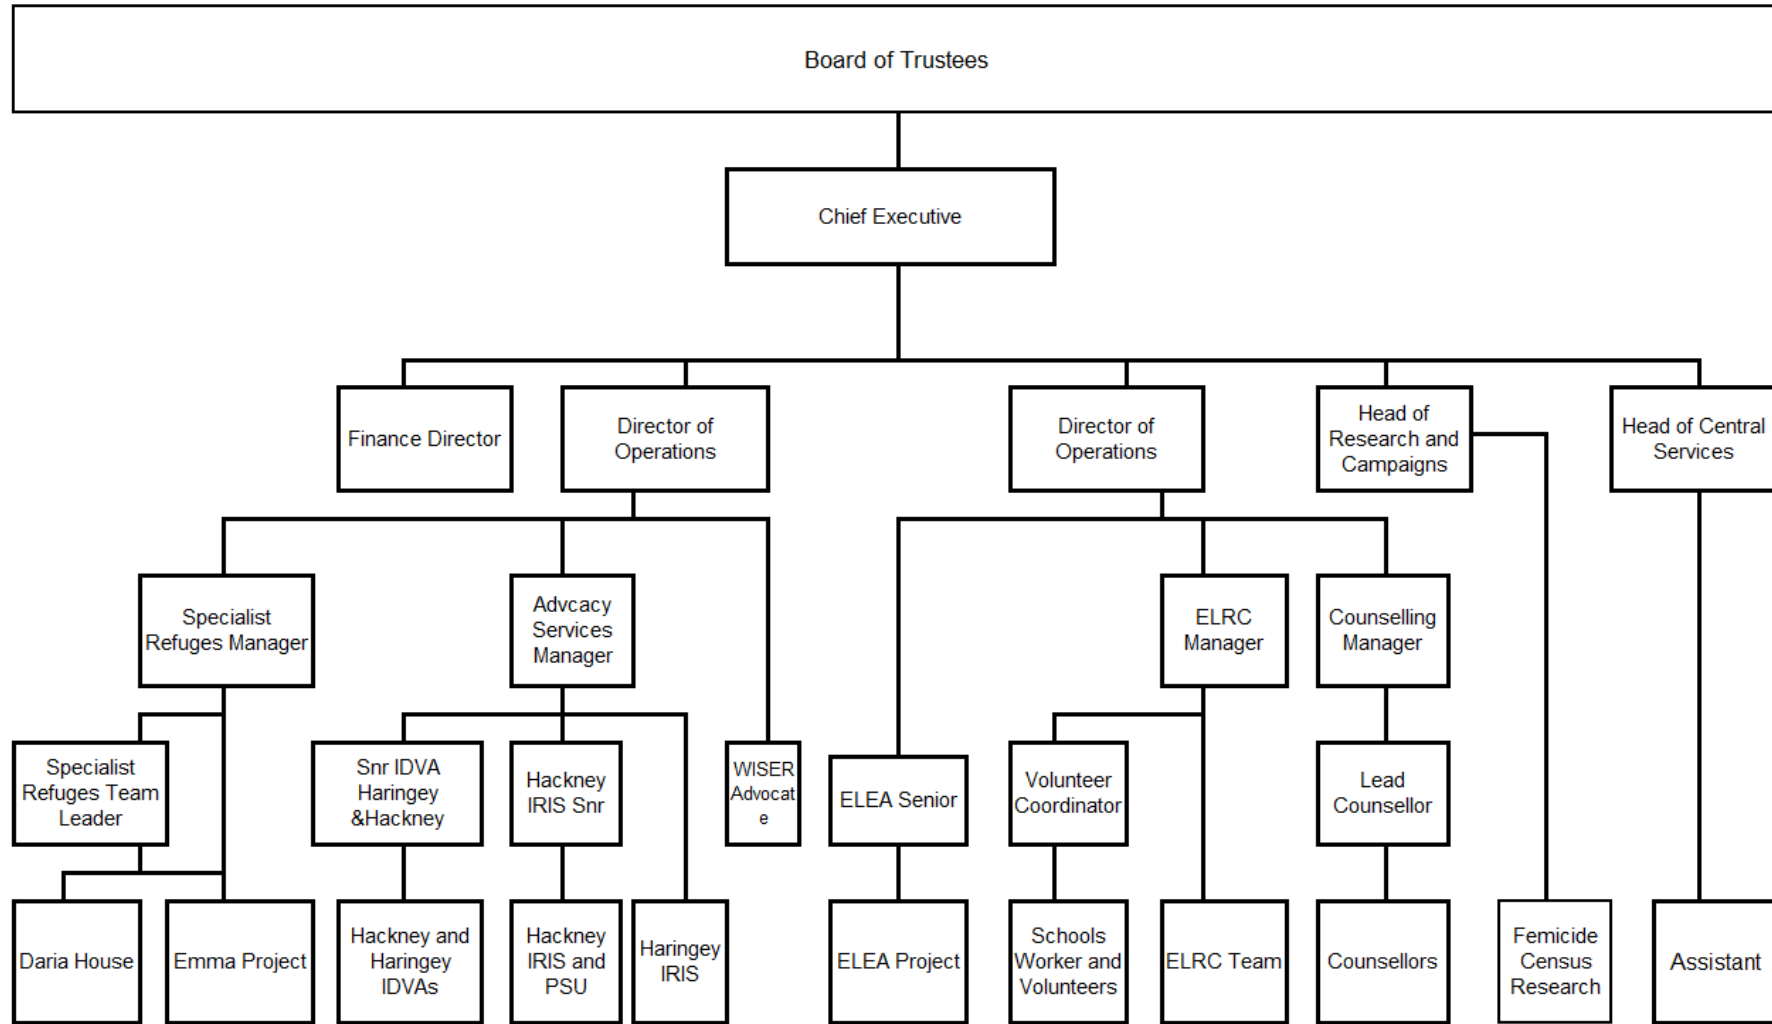 Board of Trustees
Chief Executive
Finance Director
Director of
Operations
Director of
Operations
Head of
Research and
Campaigns
Head of Central
Services
Specialist
Refuges Manager
Advcacy
Services
Manager
ELRC
Manager
Counselling
Manager
Specialist
Refuges Team
Leader
Snr IDVA
Haringey
&Hackney
Hackney
IRIS Snr
WISER
Advocat
e
ELEA Senior
Volunteer
Coordinator
Lead
Counsellor
Daria House
Emma Project
Hackney and
Haringey
IDVAs
Hackney
IRIS and
PSU
Haringey
IRIS
ELEA Project
Schools
Worker and
Volunteers
ELRC Team
Counsellors
Femicide
Census
Research
Assistant